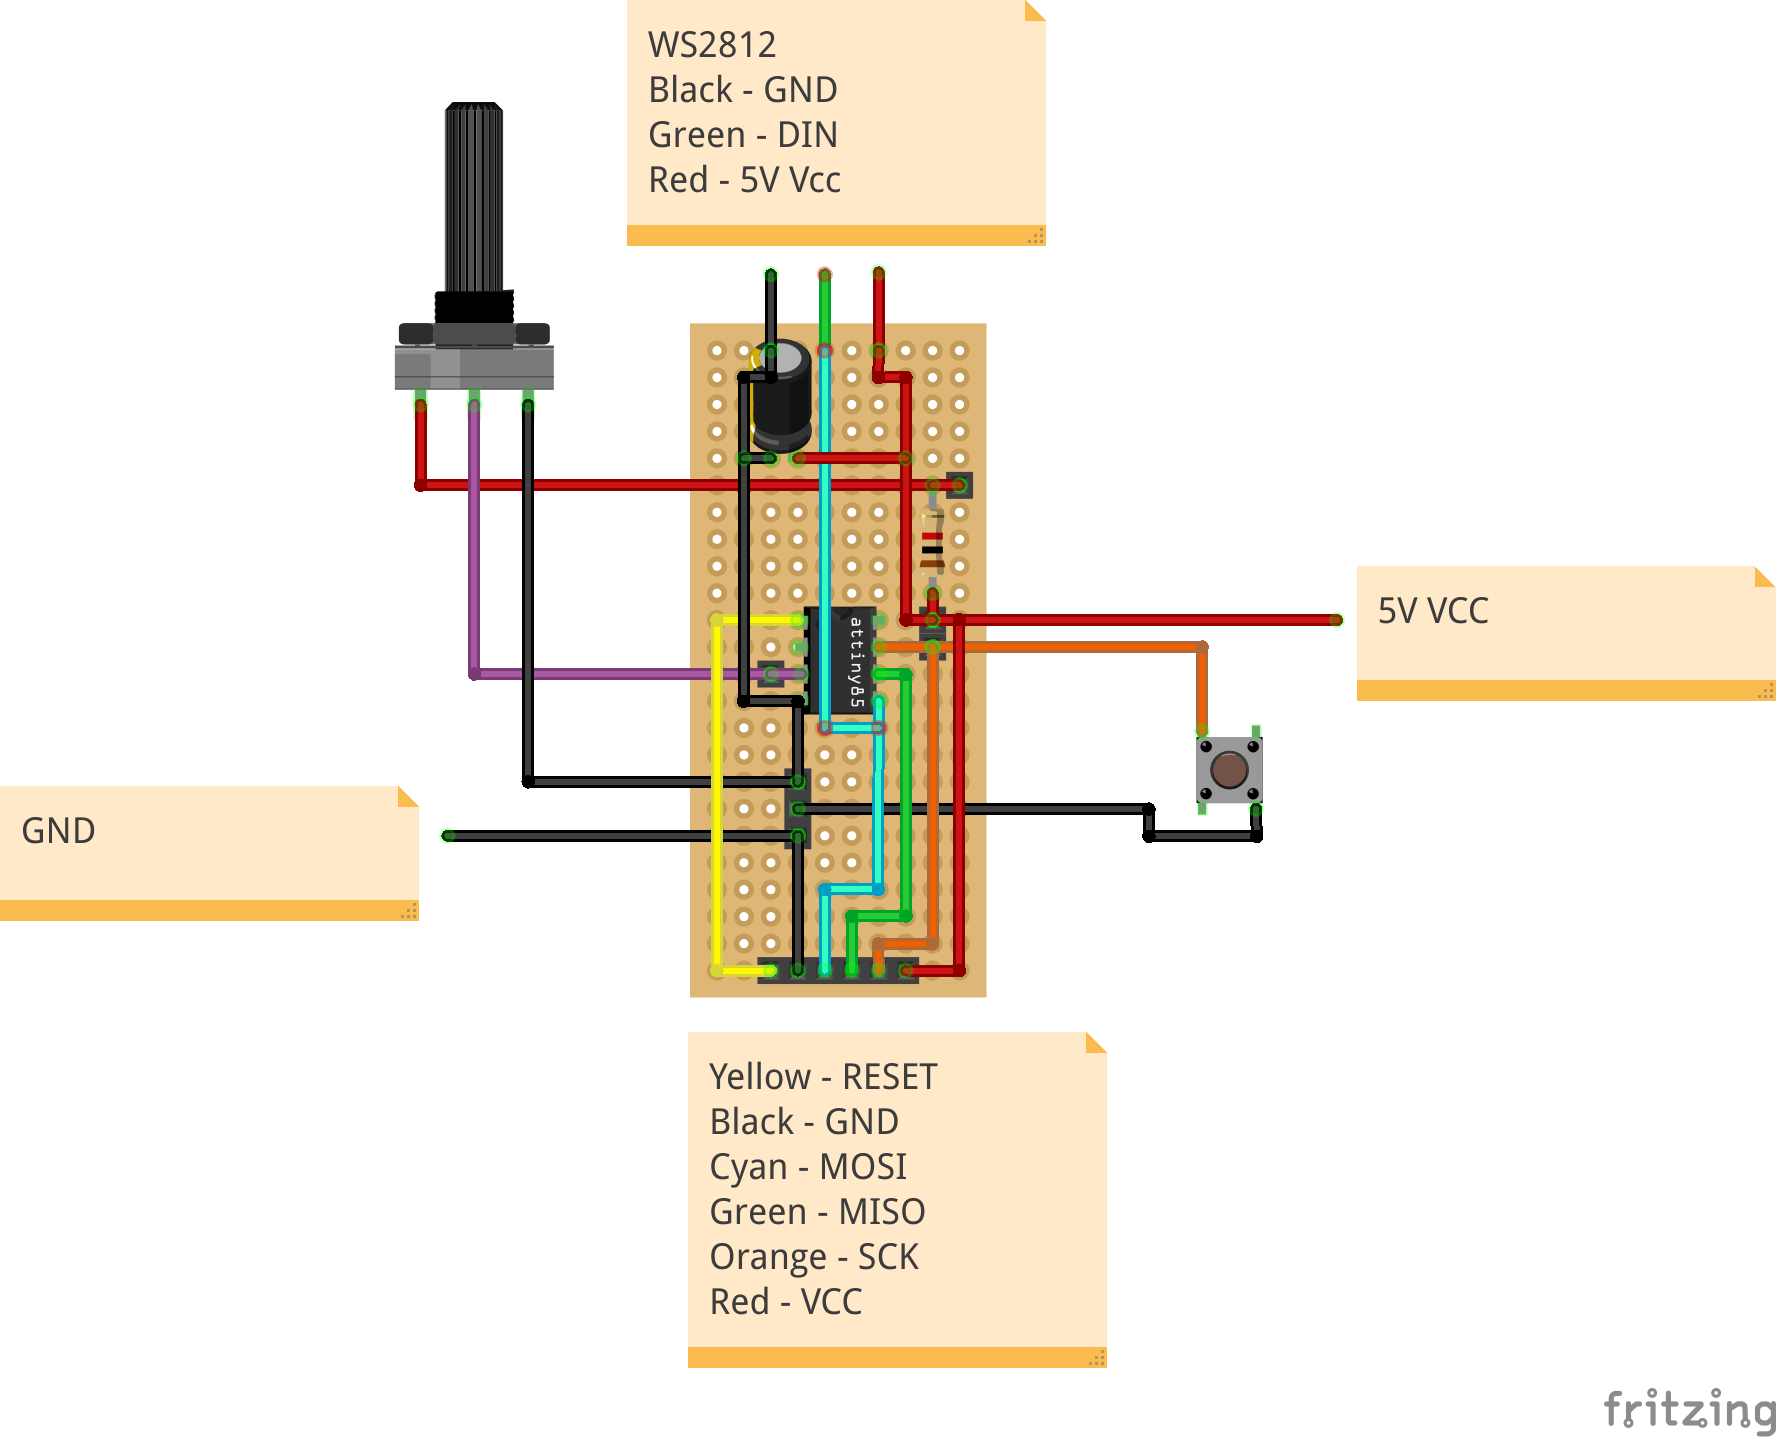 WS2812
Black - GND
Green - DIN
Red - 5V Vcc
attiny85
5V VCC
GND
Yellow - RESET
Black - GND
Cyan - MOSI
Green - MISO
Orange - SCK
Red - VCC
fritzing